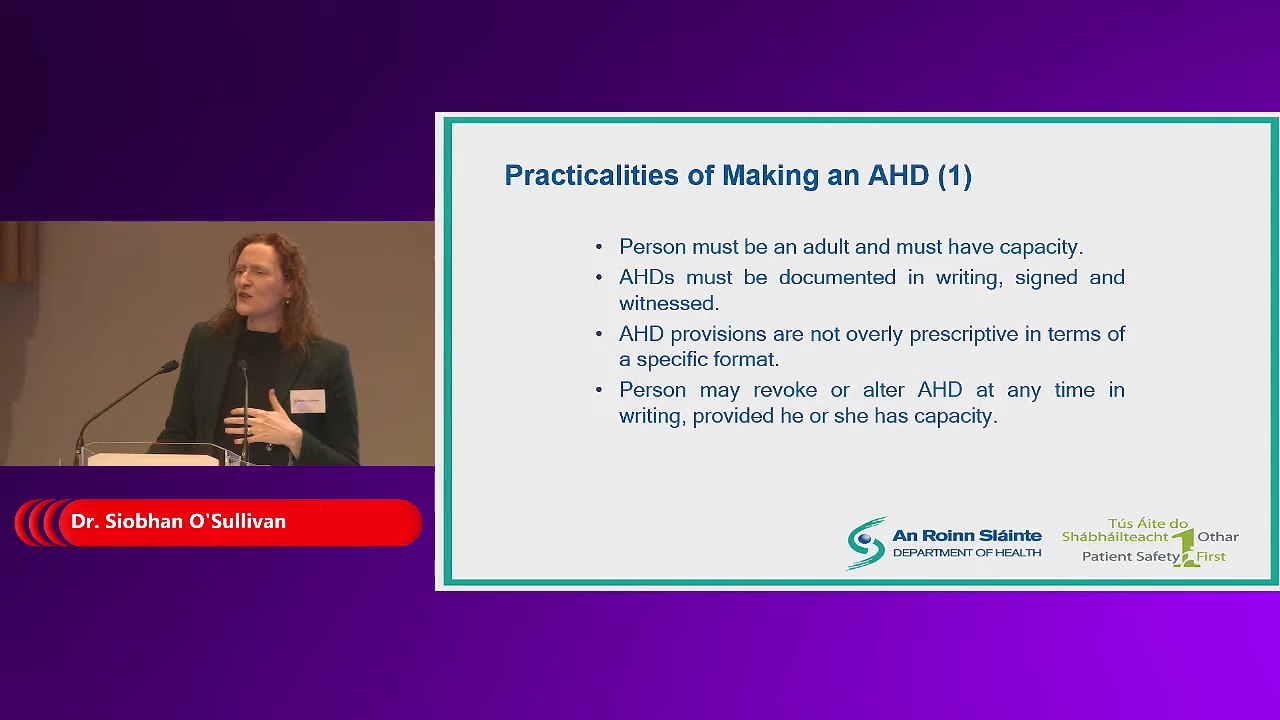 Practicalities of Making an AHD (1)
• Person must be an adult and must have capacity.
• AHDs must be documented in writing, signed and
witnessed.
• AHD provisions are not overly prescriptive in terms of
a specific format.
• Person may revoke or alter AHD at any time in
writing, provided he or she has capacity.
Dr. Siobhan O'Sullivan
An Roinn Sláinte
DEPARTMENT OF HEALTH
Tús Áite do
Shábháilteacht 1 Othar
Patient Safety First